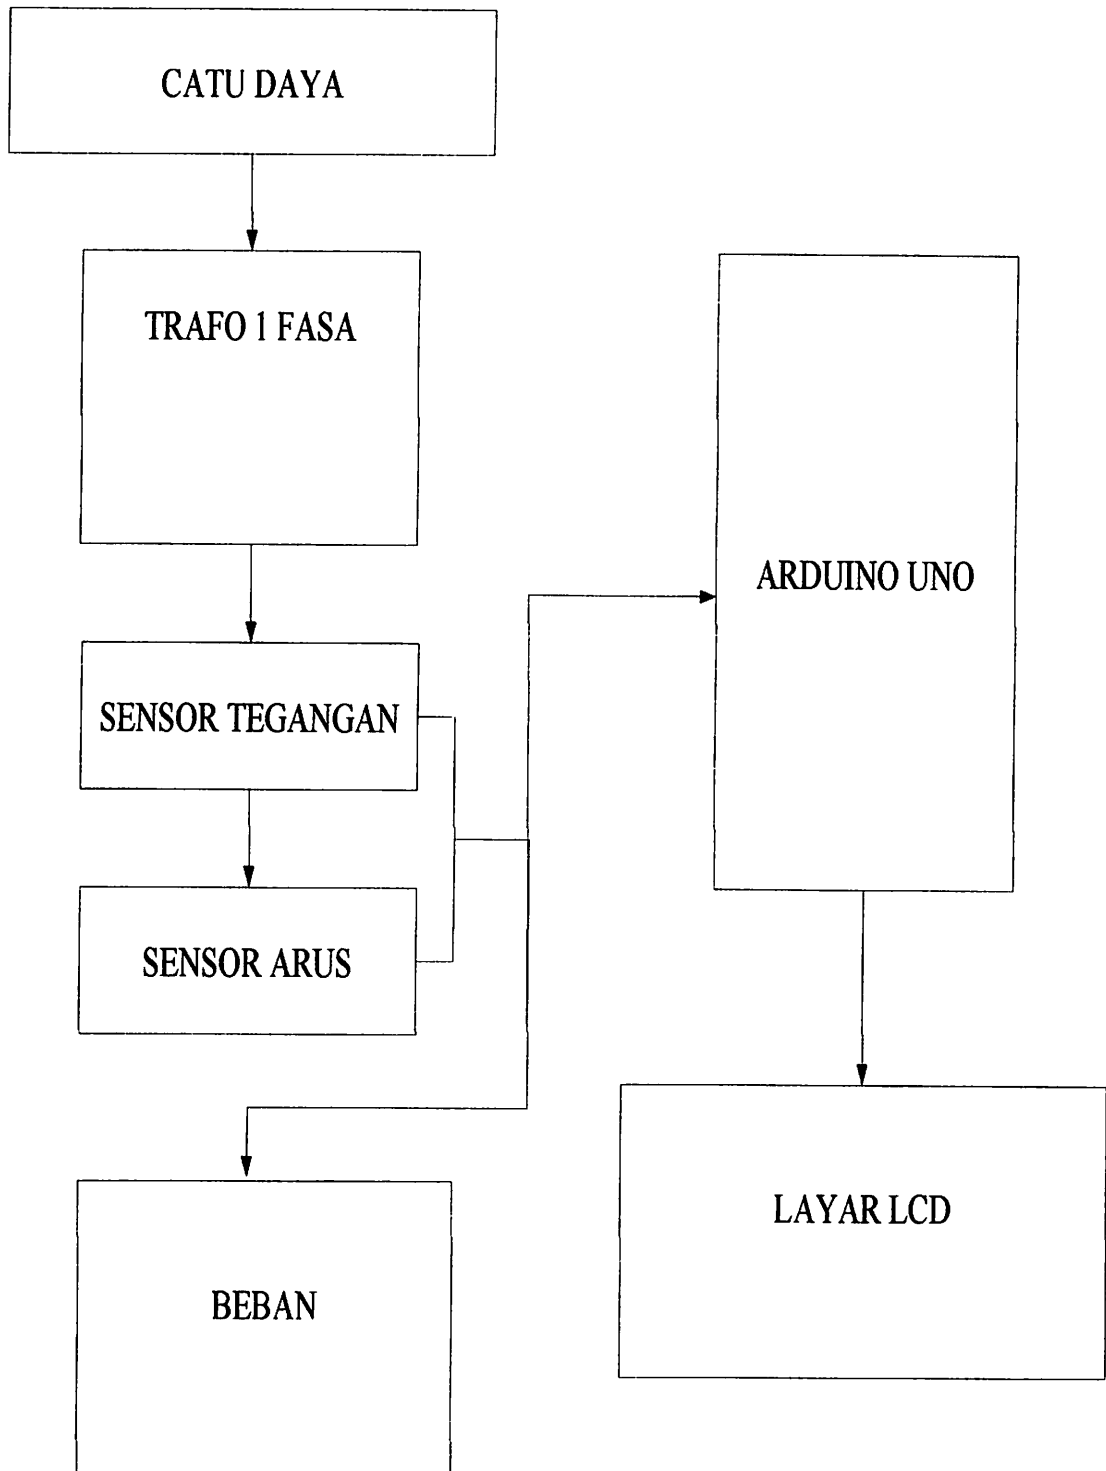 CATU DAYA
TRAFO 1 FASA
SENSOR TEGANGAN
SENSOR ARUS
BEBAN
ARDUINO UNO
LAYAR LCD